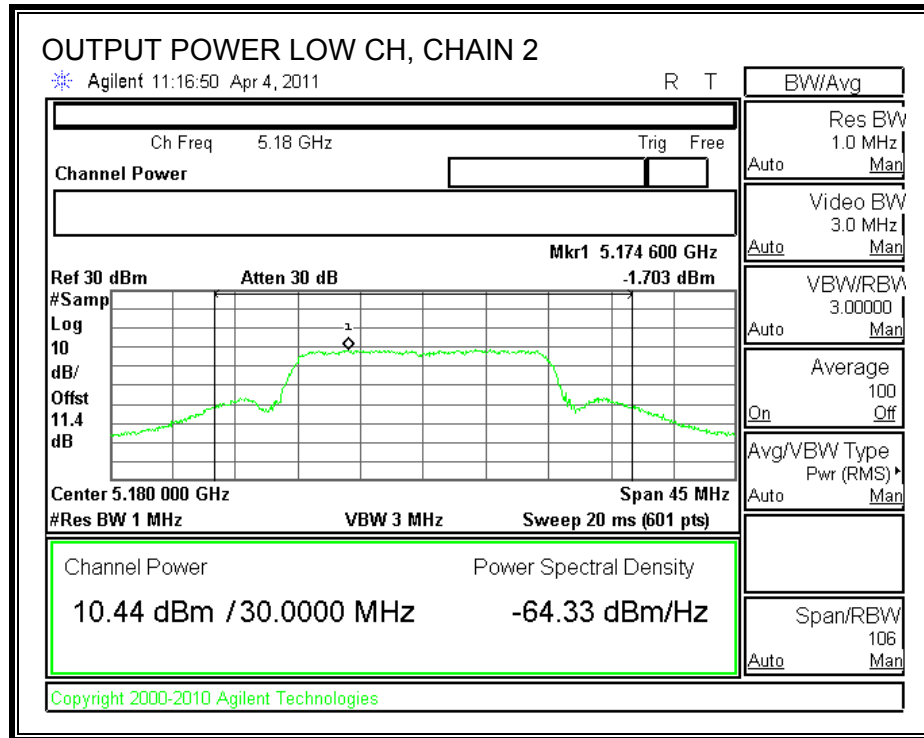 OUTPUT POWER LOW CH, CHAIN 2
Agilent 11:16:50 Apr 4, 2011 R T
BW/Avg
Ch Freq 5.18 GHz Trig Free
Channel Power
Res BW
1.0 MHz
Auto Man
Video BW
3.0 MHz
Auto Man
Mkr1 5.174 600 GHz
Ref 30 dBm Atten 30 dB -1.703 dBm
#Samp
Log
10
dB/
Offst
11.4
dB
1
VBW/RBW
3.00000
Auto Man
Average
100
On Off
Avg/VBW Type
Pwr (RMS)
Auto Man
Center 5.180 000 GHz Span 45 MHz
#Res BW 1 MHz VBW 3 MHz Sweep 20 ms (601 pts)
Channel Power Power Spectral Density
10.44 dBm / 30.0000 MHz -64.33 dBm/Hz
Span/RBW
106
Auto Man
Copyright 2000-2010 Agilent Technologies